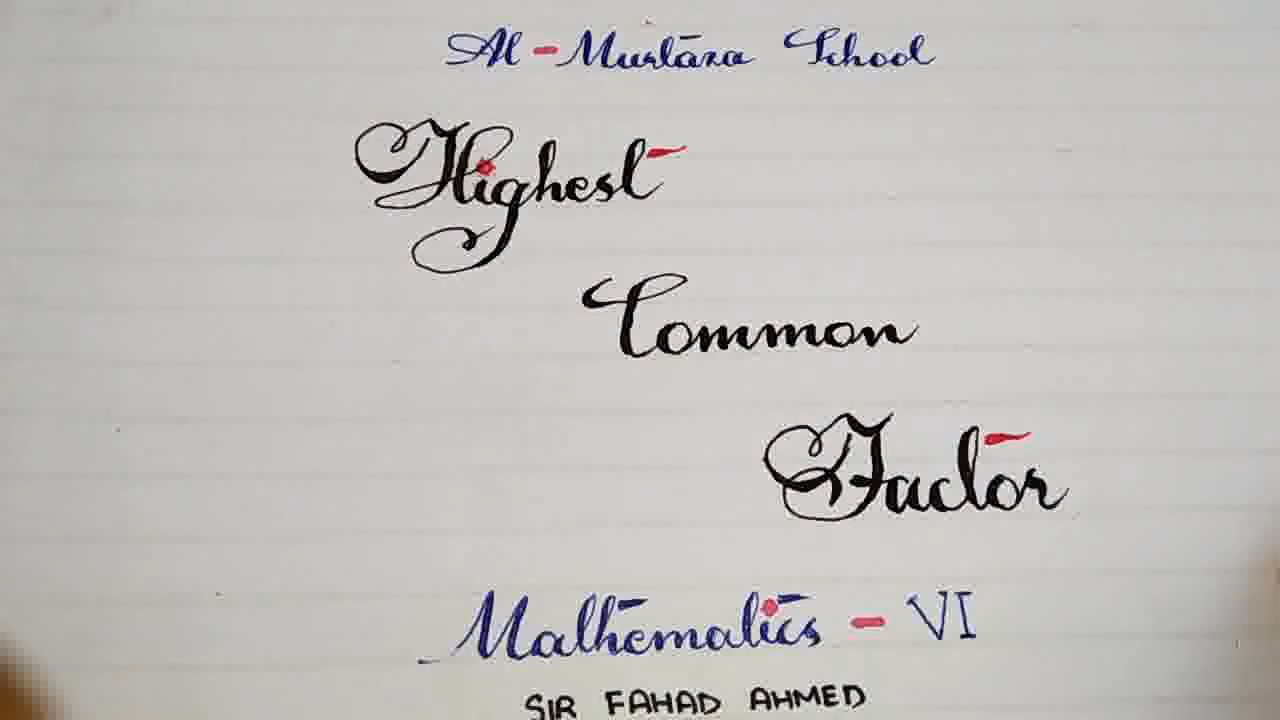 Al-Murtaza School
Highest
Common
Factor
Mathematics - VI
SIR FAHAD AHMED